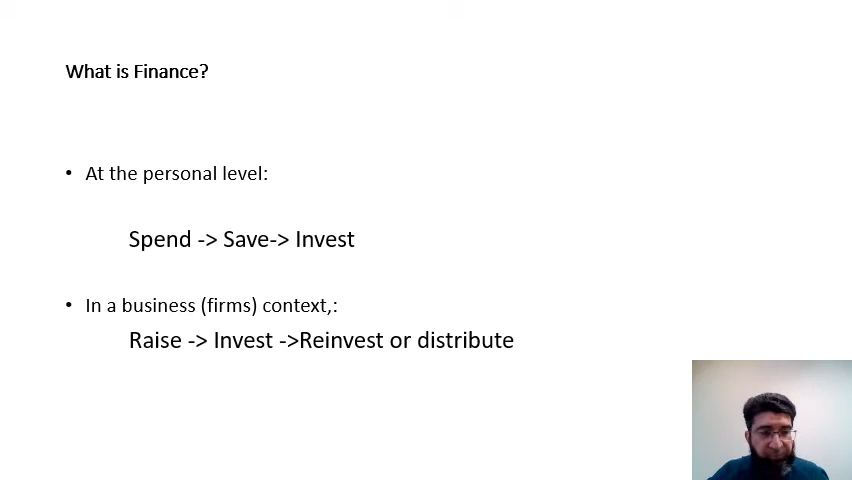 What is Finance?
• At the personal level:
Spend -> Save-> Invest
• In a business (firms) context,:
Raise -> Invest ->Reinvest or distribute